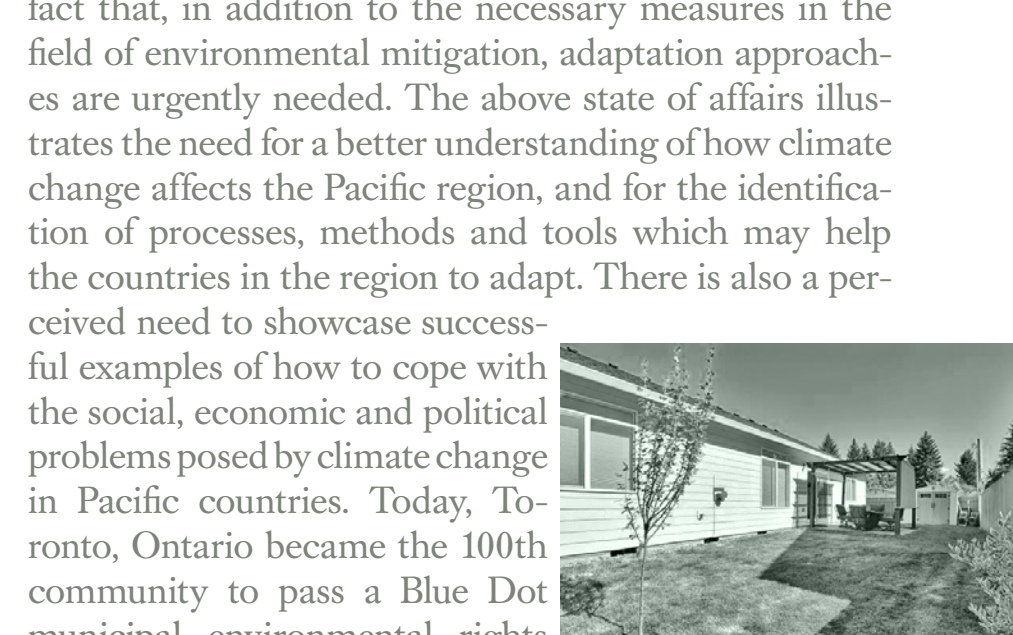 fact that, in addition to the necessary measures in the
field of environmental mitigation, adaptation approach-
es are urgently needed. The above state of affairs illus-
trates the need for a better understanding of how climate
change affects the Pacific region, and for the identifica-
tion of processes, methods and tools which may help
the countries in the region to adapt. There is also a per-
ceived need to showcase success-
ful examples of how to cope with
the social, economic and political
problems posed by climate change
in Pacific countries. Today, To-
ronto, Ontario became the 100th
community to pass a Blue Dot
municipal environmental rights